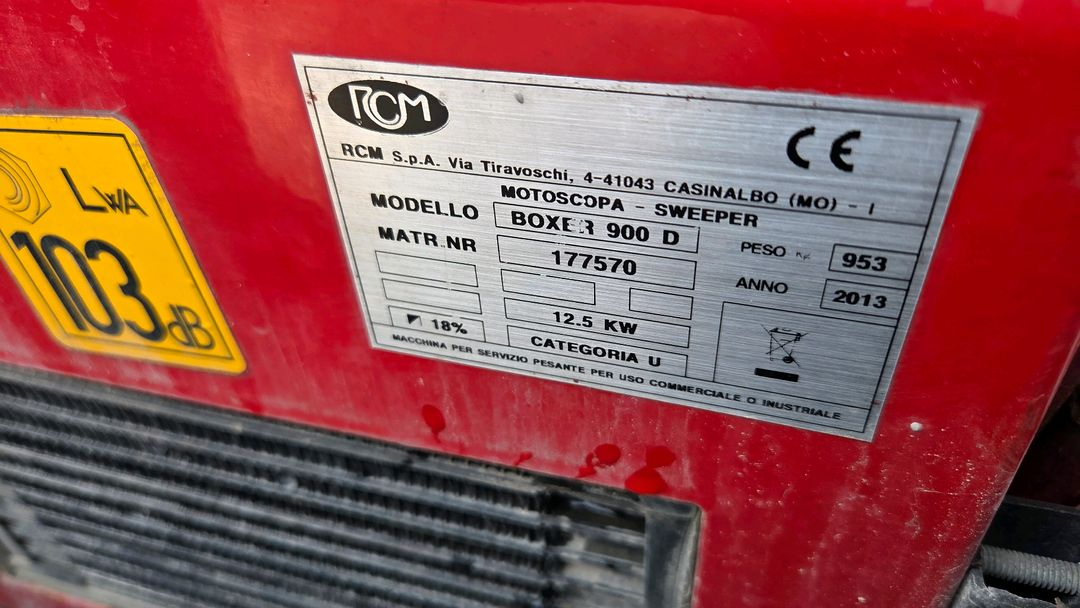 RCM
CE
RCM S.p.A. Via Tiravoschi, 4-41043 CASINALBO (MO) - I
MOTOSCOPA - SWEEPER
MODELLO BOXER 900 D PESO Kg 953
MATR.NR 177570 ANNO 2013
12.5 KW
18% CATEGORIA U
MACCHINA PER SERVIZIO PESANTE PER USO COMMERCIALE O INUSTRIALE
LWA
103dB